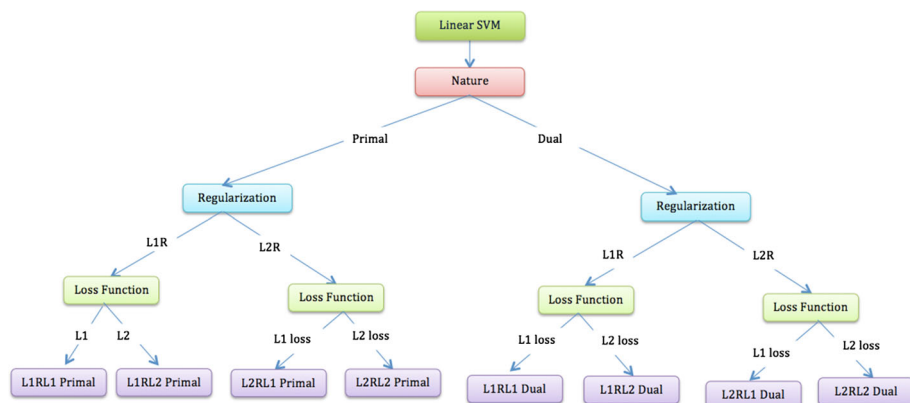 Linear SVM
Nature
Primal
Dual
Regularization
Regularization
L1R
L2R
L1R
L2R
Loss Function
Loss Function
Loss Function
Loss Function
L1
L2
L1 loss
L2 loss
L1 loss
L2 loss
L1 loss
L2 loss
L1RL1 Primal
L1RL2 Primal
L2RL1 Primal
L2RL2 Primal
L1RL1 Dual
L1RL2 Dual
L2RL1 Dual
L2RL2 Dual